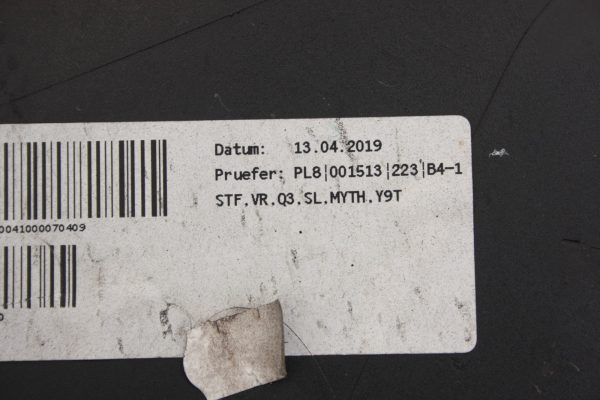 Datum: 13.04.2019
Pruefer: PL8|001513|223|B4-1
STF.VR.Q3.SL.MYTH.Y9T
0041000070409